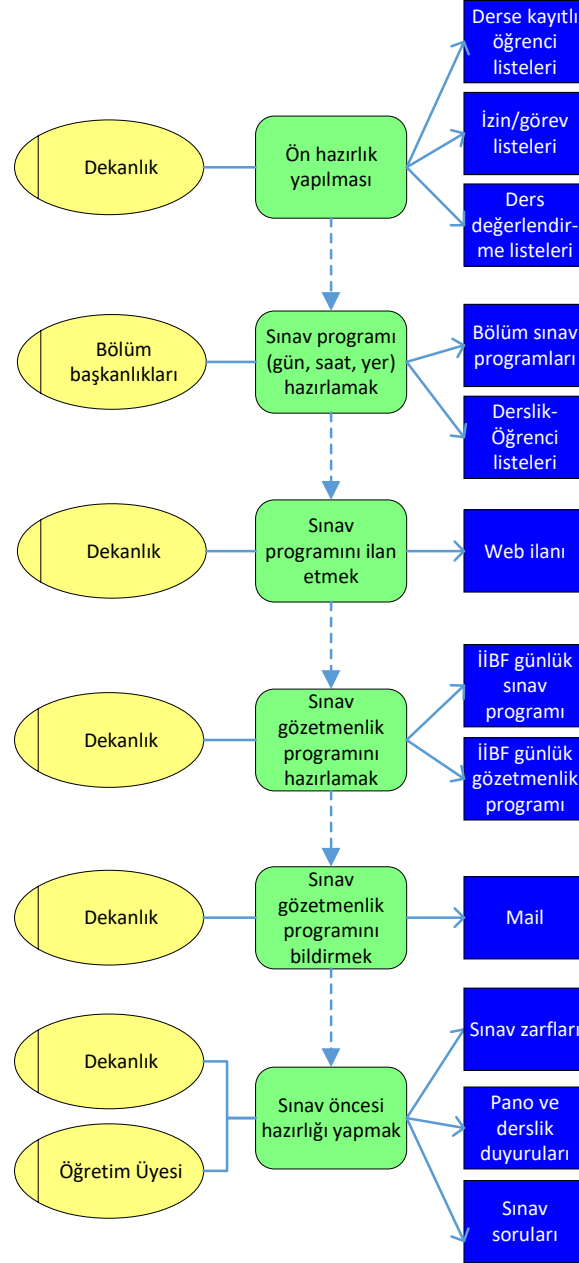 Derse kayıtlı
öğrenci
listeleri
Dekanlık
Ön hazırlık
yapılması
İzin/görev
listeleri
Ders
değerlendir-
me listeleri
Bölüm
başkanlıkları
Sınav programı
(gün, saat, yer)
hazırlamak
Bölüm sınav
programları
Derslik-
Öğrenci
listeleri
Dekanlık
Sınav
programını ilan
etmek
Web ilanı
Dekanlık
Sınav
gözetmenlik
programını
hazırlamak
İİBF günlük
sınav
programı
İİBF günlük
gözetmenlik
programı
Dekanlık
Sınav
gözetmenlik
programını
bildirmek
Mail
Dekanlık
Öğretim Üyesi
Sınav öncesi
hazırlığı yapmak
Sınav zarfları
Pano ve
derslik
duyuruları
Sınav
soruları